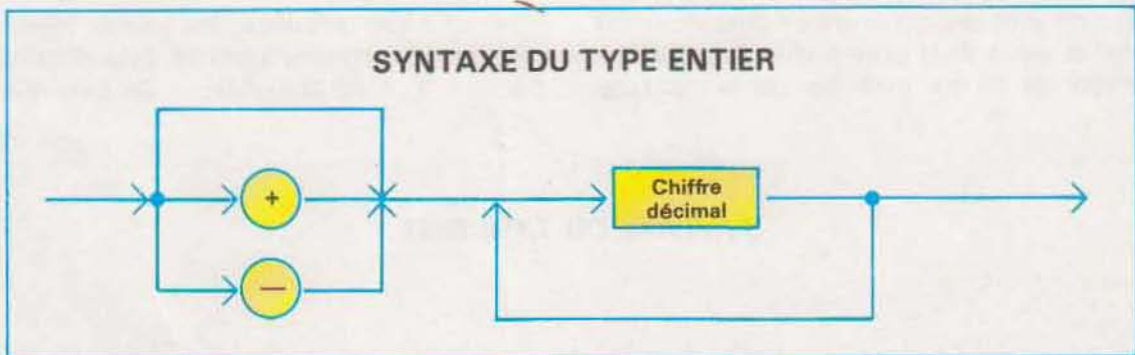 SYNTAXE DU TYPE ENTIER
+
Chiffre
décimal
—